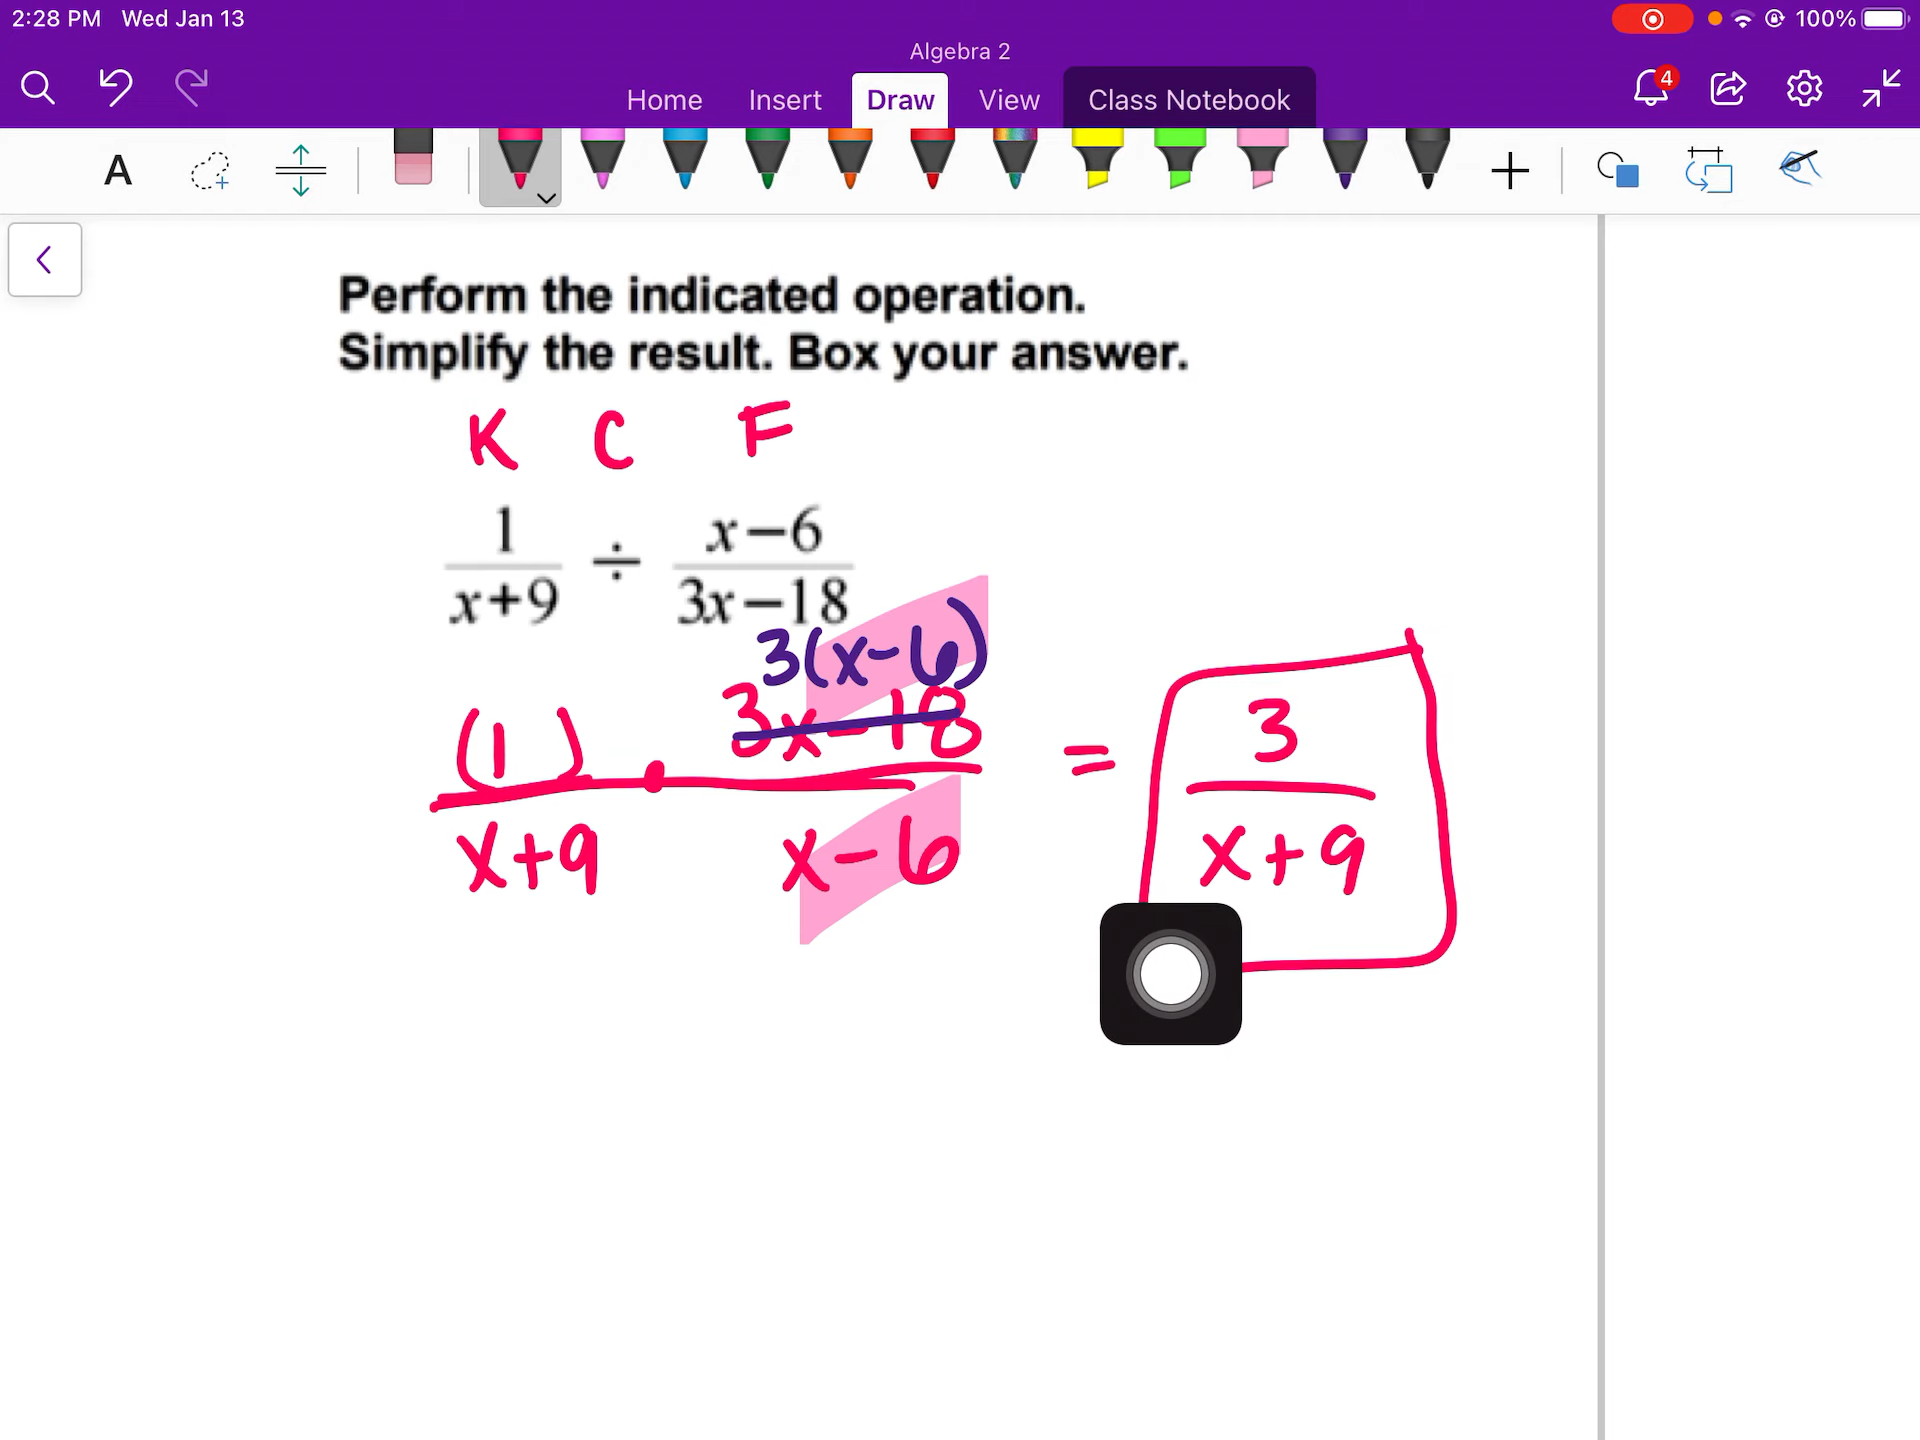 2:28 PM Wed Jan 13 100%
Algebra 2
Home Insert Draw View Class Notebook 4
A
Perform the indicated operation.
Simplify the result. Box your answer.
K C F
1/(x+9) ÷ (x−6)/(3x−18)
3(x-6)
(1) · 3x-18 = 3
x+9 x-6 x+9